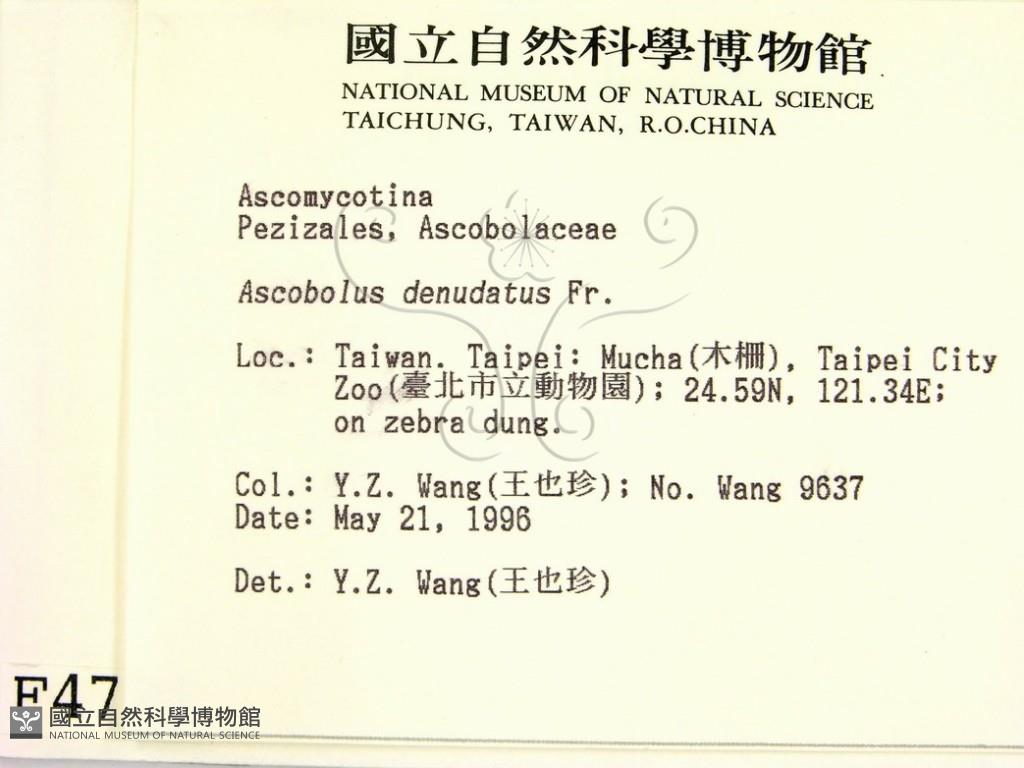 國立自然科學博物館
NATIONAL MUSEUM OF NATURAL SCIENCE
TAICHUNG, TAIWAN, R.O.CHINA
Ascomycotina
Pezizales, Ascobolaceae
Ascobolus denudatus Fr.
Loc.: Taiwan. Taipei: Mucha(木柵), Taipei City
Zoo(臺北市立動物園); 24.59N, 121.34E;
on zebra dung.
Col.: Y.Z. Wang(王也珍); No. Wang 9637
Date: May 21, 1996
Det.: Y.Z. Wang(王也珍)
F47
國立自然科學博物館
NATIONAL MUSEUM OF NATURAL SCIENCE